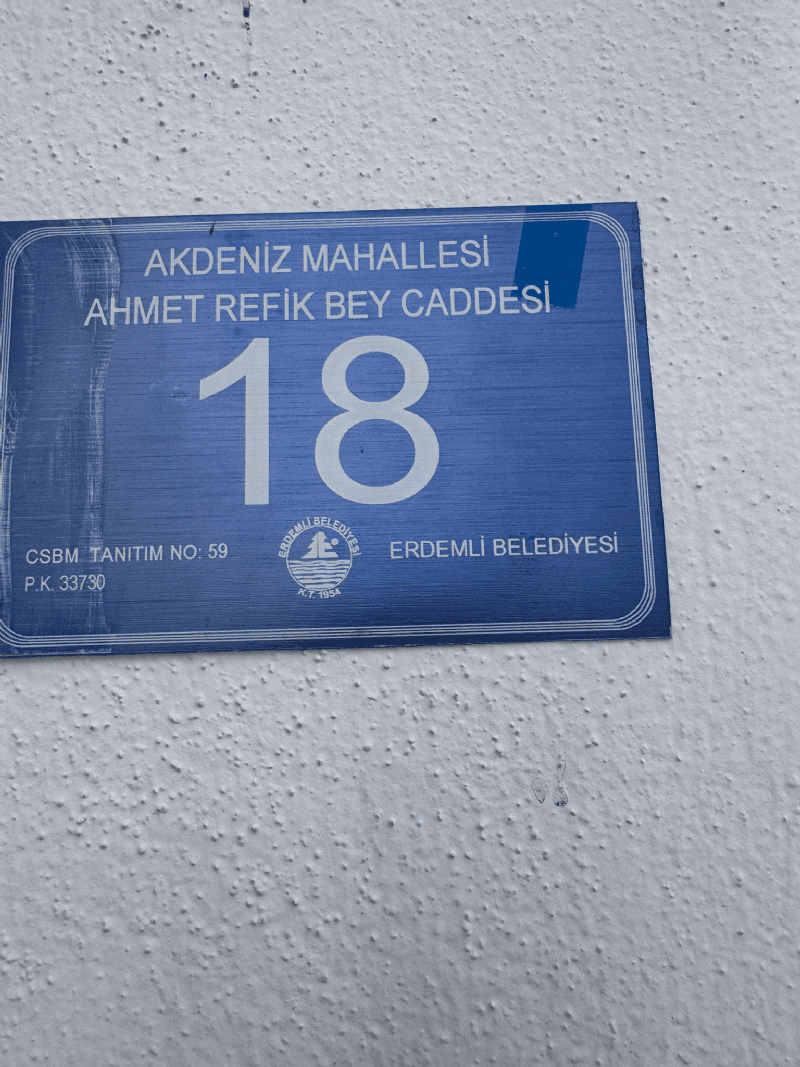 AKDENİZ MAHALLESİ
AHMET REFİK BEY CADDESİ
18
CSBM TANITIM NO: 59
P.K. 33730
ERDEMLİ BELEDİYESİ
K.T. 1954
ERDEMLİ BELEDİYESİ